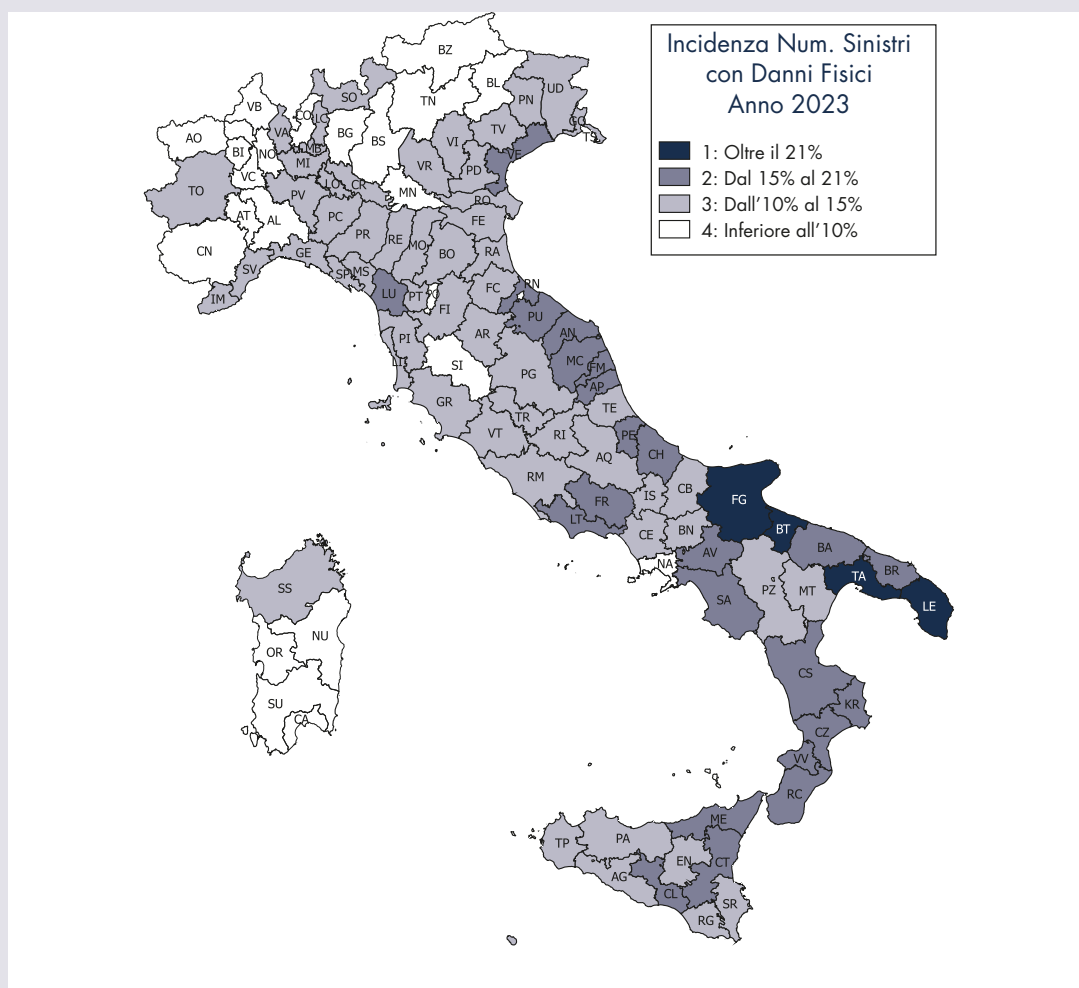 Incidenza Num. Sinistri
con Danni Fisici
Anno 2023
1: Oltre il 21%
2: Dal 15% al 21%
3: Dall'10% al 15%
4: Inferiore all'10%
BZ
BL
UD
SO
TN
PN
VB
CO
LC
GO
AO
VA
BG
BS
VI
TV
TS
BI
NO
MB
MI
VE
VC
VR
PD
TO
LO
CR
MN
PV
RO
AT
AL
PC
FE
PR
RE
MO
BO
RA
CN
GE
SV
SP
MS
FC
RN
IM
LU
PT
PO
FI
PU
PI
AR
AN
LI
SI
PG
MC
FM
AP
GR
TR
TE
VT
RI
PE
AQ
CH
RM
IS
CB
FG
FR
LT
CE
BN
BT
NA
AV
BA
TA
BR
SS
SA
PZ
MT
LE
NU
OR
CS
SU
CA
KR
CZ
VV
RC
ME
TP
PA
EN
CT
AG
CL
SR
RG